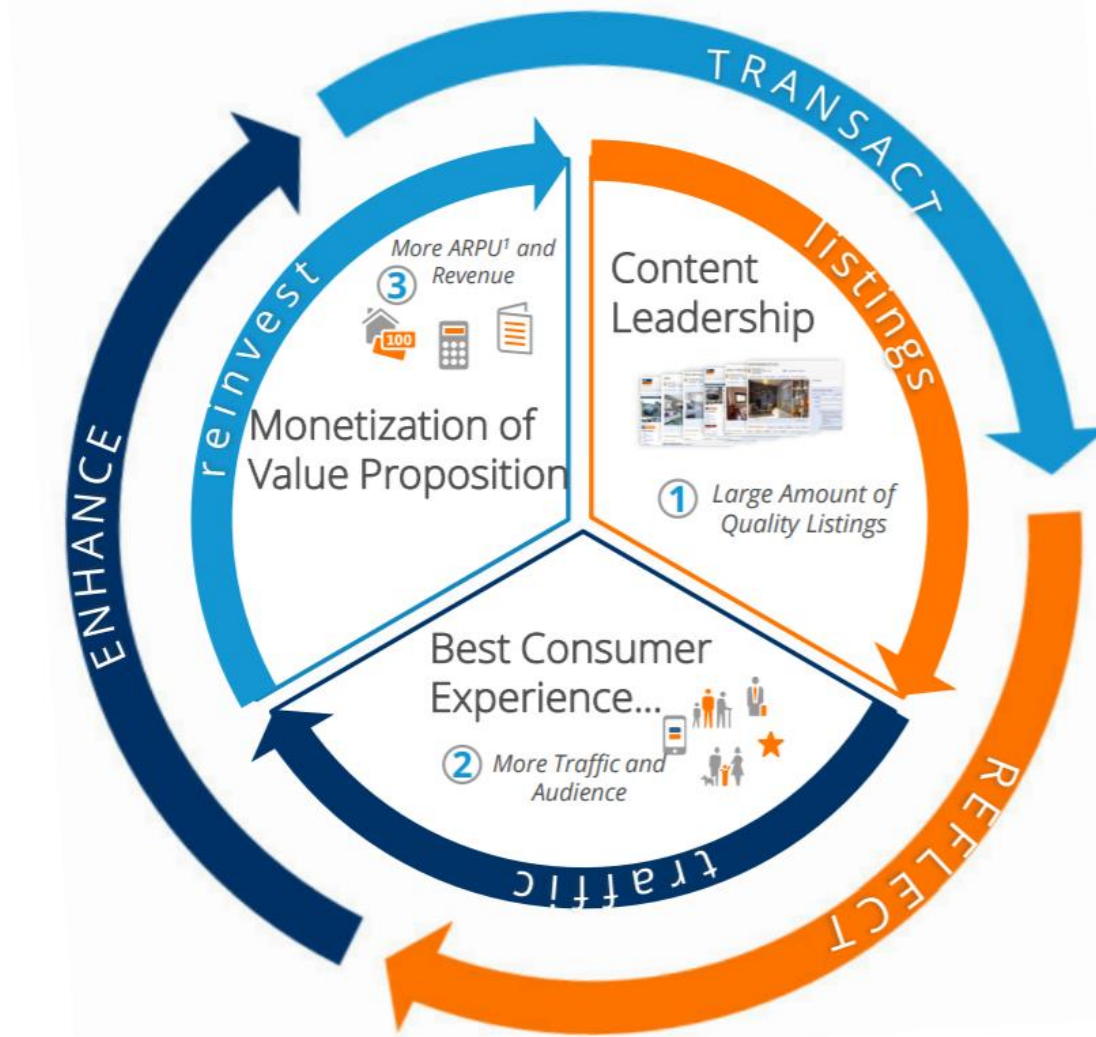 TRANSACT
listings
Content
Leadership
1
Large Amount of
Quality Listings
REFLECT
Best Consumer
Experience...
2
More Traffic and
Audience
traffic
ENHANCE
reinvest
More ARPU¹ and
3
Revenue
100
Monetization of
Value Proposition